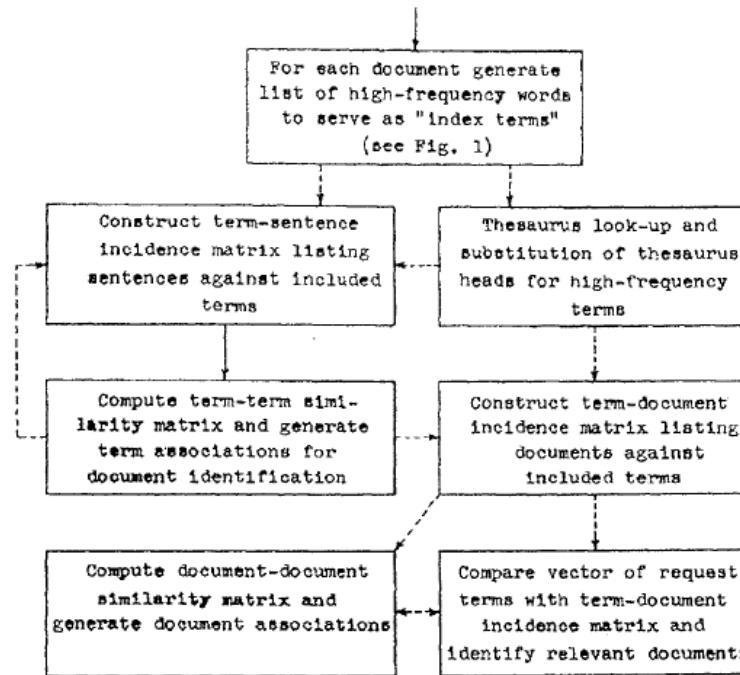 For each document generate
list of high-frequency words
to serve as "index terms"
(see Fig. 1)
Construct term-sentence
incidence matrix listing
sentences against included
terms
Thesaurus look-up and
substitution of thesaurus
heads for high-frequency
terms
Compute term-term simi-
larity matrix and generate
term associations for
document identification
Construct term-document
incidence matrix listing
documents against
included terms
Compute document-document
similarity matrix and
generate document associations
Compare vector of request
terms with term-document
incidence matrix and
identify relevant documents